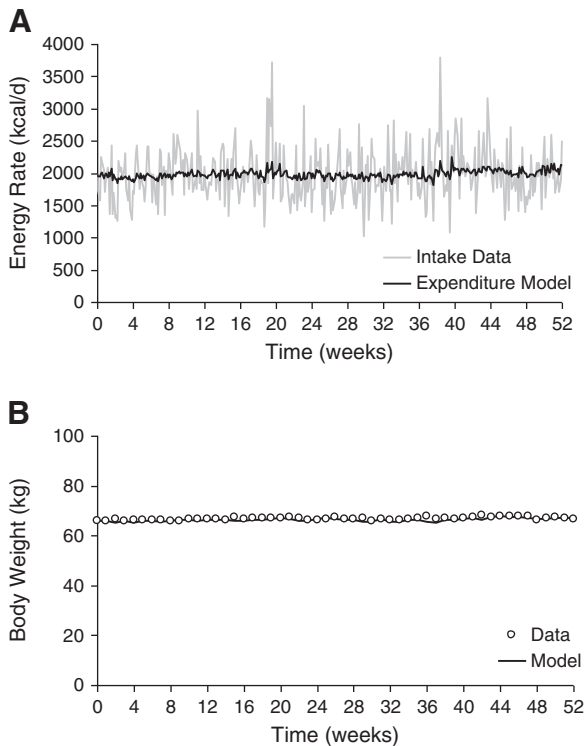 A
Energy Rate (kcal/d)
4000
3500
3000
2500
2000
1500
1000
500
0
Intake Data
Expenditure Model
0 4 8 12 16 20 24 28 32 36 40 44 48 52
Time (weeks)
B
Body Weight (kg)
100
80
60
40
20
0
Data
Model
0 4 8 12 16 20 24 28 32 36 40 44 48 52
Time (weeks)